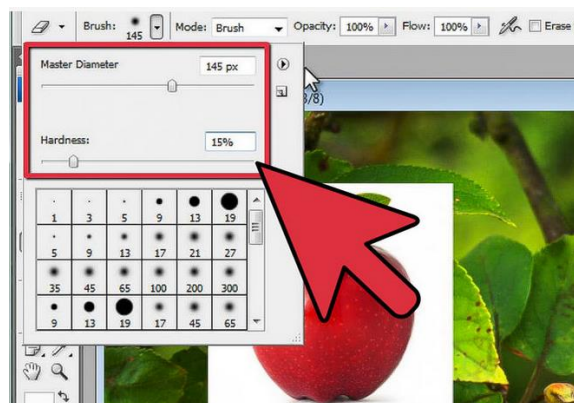 Brush: 145 Mode: Brush Opacity: 100% Flow: 100% Erase
Master Diameter 145 px
/8)
Hardness: 15%
1 3 5 9 13 19
5 9 13 17 21 27
35 45 65 100 200 300
9 13 19 17 45 65